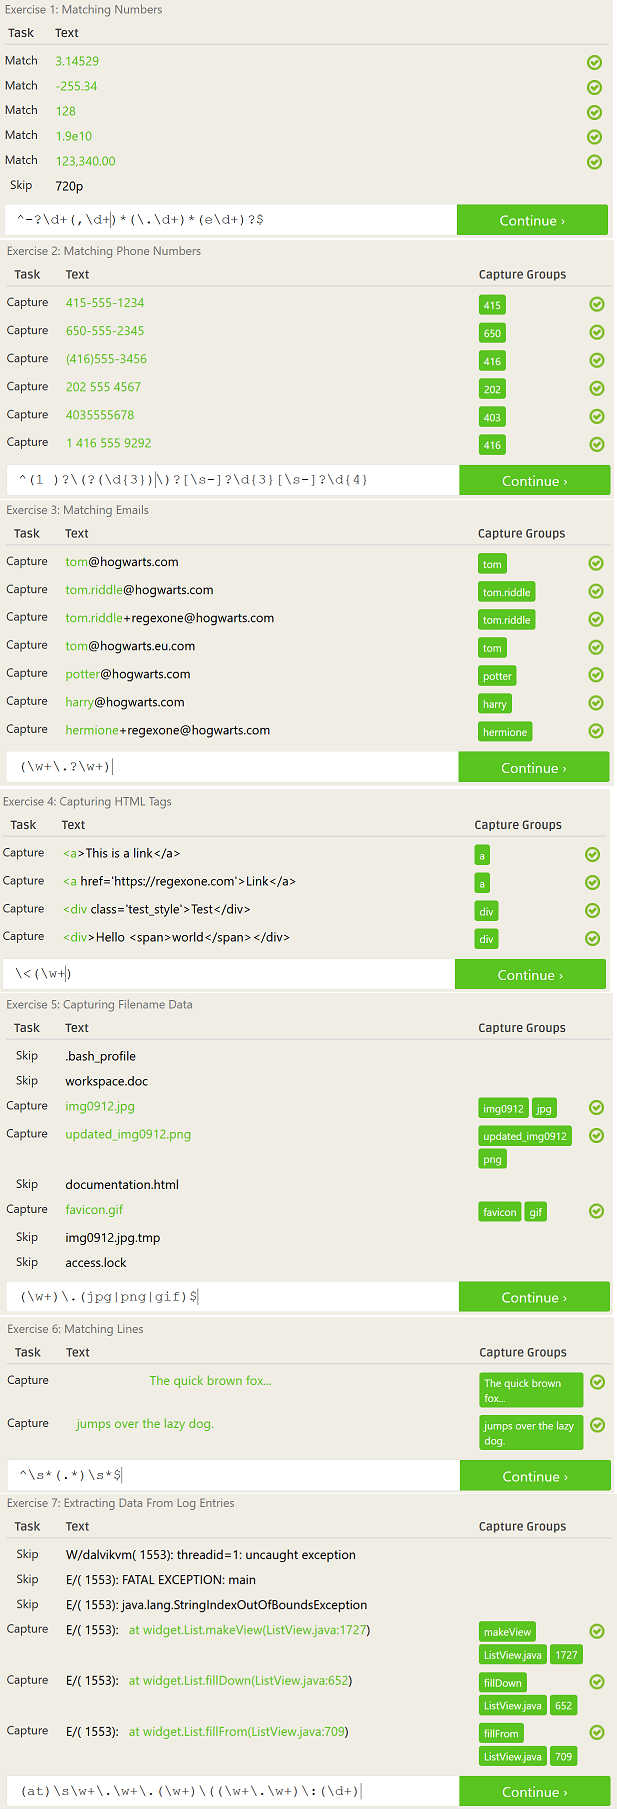 Exercise 1: Matching Numbers
Task Text
Match 3.14529
Match -255.34
Match 128
Match 1.9e10
Match 123,340.00
Skip 720p
^-?\d+(,\d+)*(\.\d+)*(e\d+)?$ Continue ›
Exercise 2: Matching Phone Numbers
Task Text Capture Groups
Capture 415-555-1234 415
Capture 650-555-2345 650
Capture (416)555-3456 416
Capture 202 555 4567 202
Capture 4035555678 403
Capture 1 416 555 9292 416
^(1 )?\(?(\d{3})\)?[\s-]?\d{3}[\s-]?\d{4} Continue ›
Exercise 3: Matching Emails
Task Text Capture Groups
Capture tom@hogwarts.com tom
Capture tom.riddle@hogwarts.com tom.riddle
Capture tom.riddle+regexone@hogwarts.com tom.riddle
Capture tom@hogwarts.eu.com tom
Capture potter@hogwarts.com potter
Capture harry@hogwarts.com harry
Capture hermione+regexone@hogwarts.com hermione
(\w+\.?\w+) Continue ›
Exercise 4: Capturing HTML Tags
Task Text Capture Groups
Capture <a>This is a link</a> a
Capture <a href='https://regexone.com'>Link</a> a
Capture <div class='test_style'>Test</div> div
Capture <div>Hello <span>world</span></div> div
\<(\w+) Continue ›
Exercise 5: Capturing Filename Data
Task Text Capture Groups
Skip .bash_profile
Skip workspace.doc
Capture img0912.jpg img0912 jpg
Capture updated_img0912.png updated_img0912
png
Skip documentation.html
Capture favicon.gif favicon gif
Skip img0912.jpg.tmp
Skip access.lock
(\w+)\.(jpg|png|gif)$ Continue ›
Exercise 6: Matching Lines
Task Text Capture Groups
Capture The quick brown fox... The quick brown
fox...
Capture jumps over the lazy dog. jumps over the lazy
dog.
^\s*(.*)\s*$ Continue ›
Exercise 7: Extracting Data From Log Entries
Task Text Capture Groups
Skip W/dalvikvm( 1553): threadid=1: uncaught exception
Skip E/( 1553): FATAL EXCEPTION: main
Skip E/( 1553): java.lang.StringIndexOutOfBoundsException
Capture E/( 1553): at widget.List.makeView(ListView.java:1727) makeView
ListView.java 1727
Capture E/( 1553): at widget.List.fillDown(ListView.java:652) fillDown
ListView.java 652
Capture E/( 1553): at widget.List.fillFrom(ListView.java:709) fillFrom
ListView.java 709
(at)\s\w+\.\w+\.(\w+)\((\w+\.\w+)\:(\d+) Continue ›